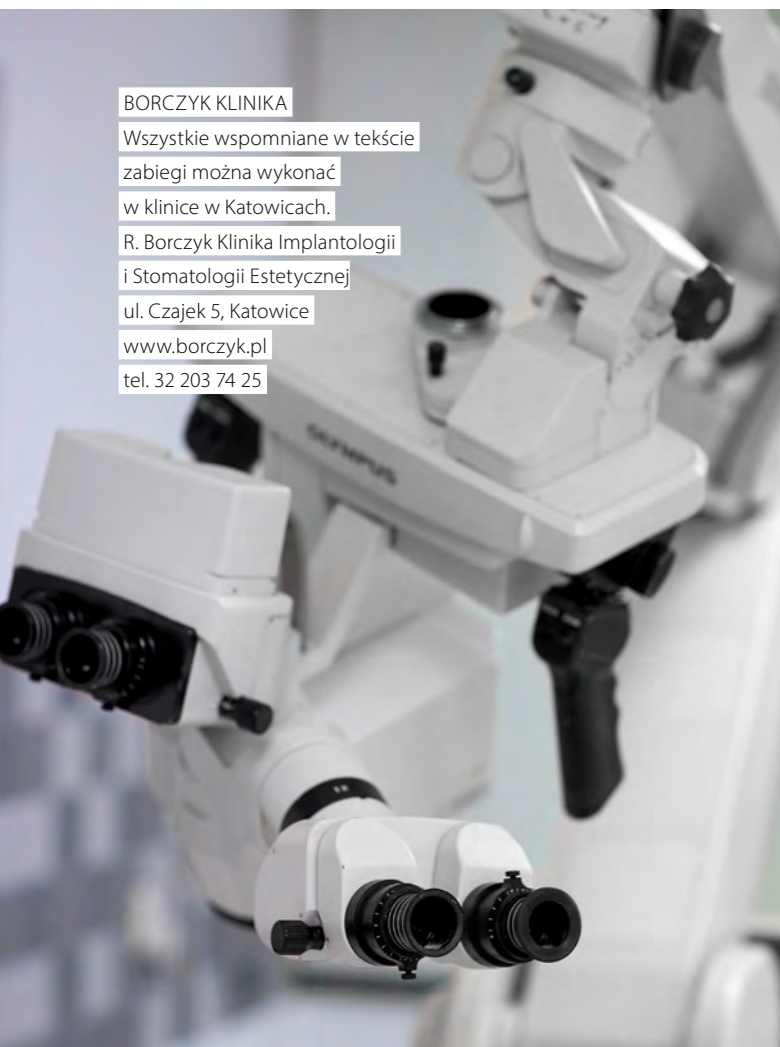 BORCZYK KLINIKA
Wszystkie wspomniane w tekście
zabiegi można wykonać
w klinice w Katowicach.
R. Borczyk Klinika Implantologii
i Stomatologii Estetycznej
ul. Czajek 5, Katowice
www.borczyk.pl
tel. 32 203 74 25
OLYMPUS